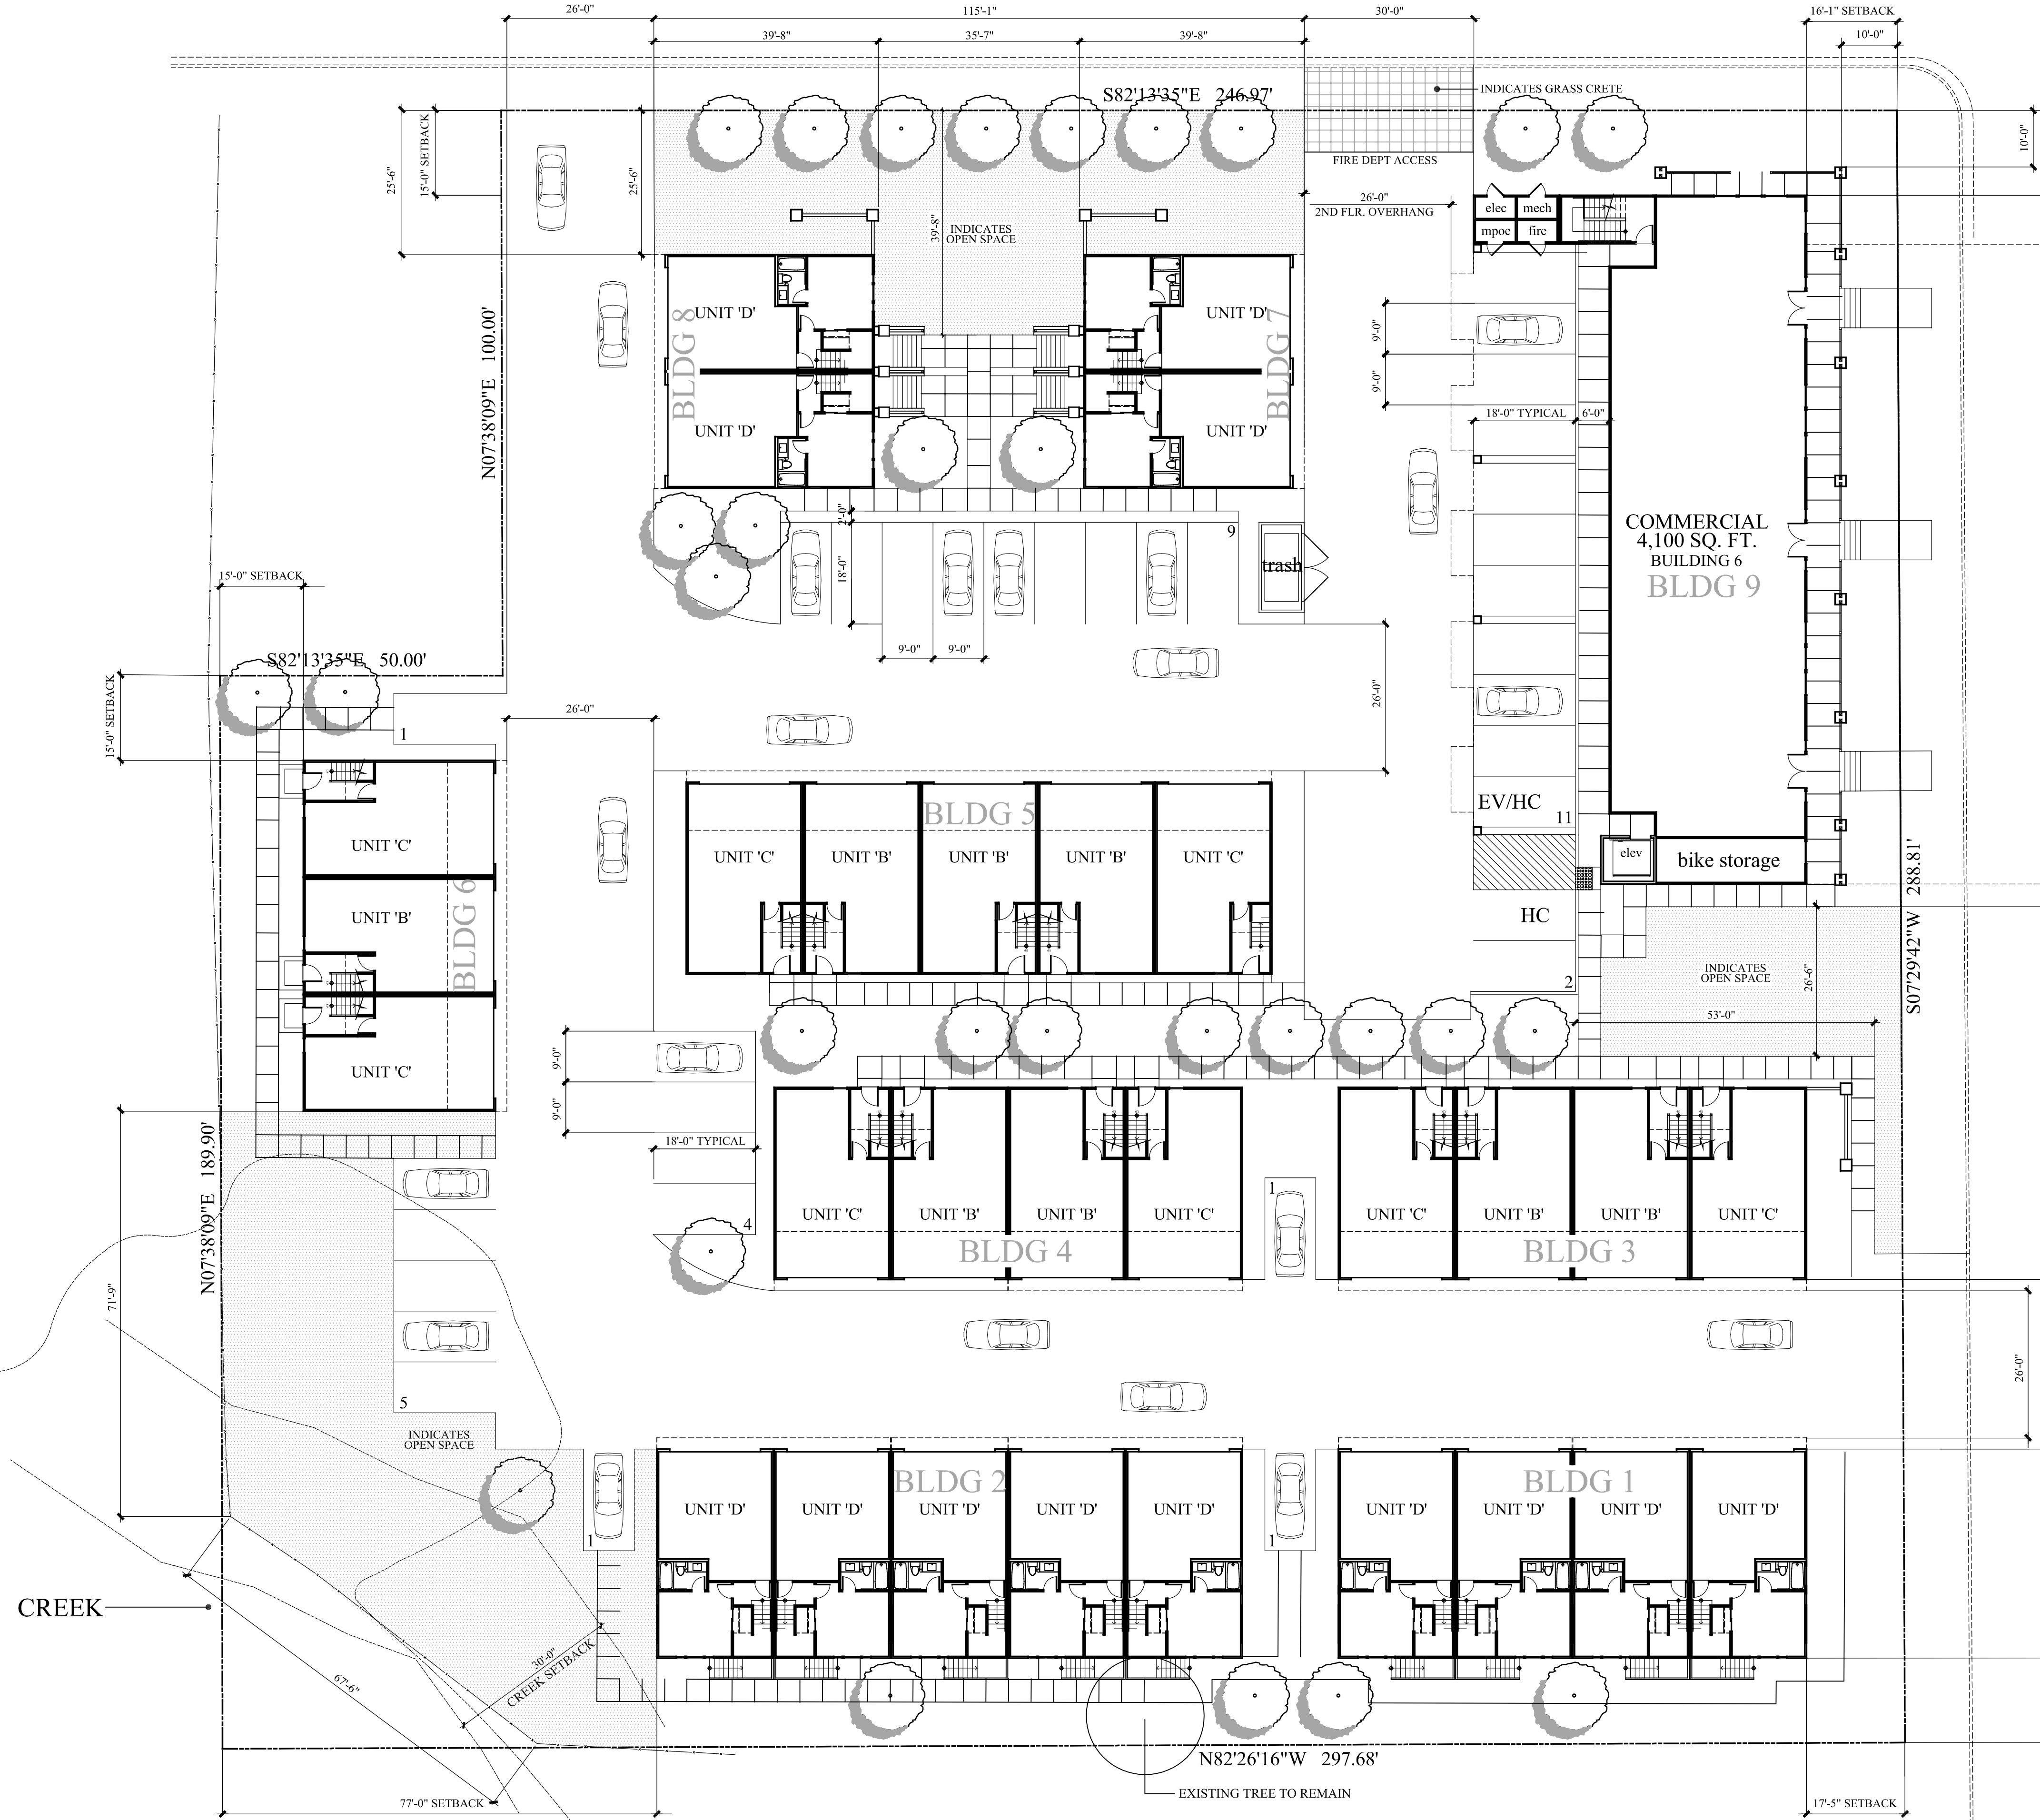 26'-0"
115'-1"
30'-0"
16'-1" SETBACK
39'-8"
35'-7"
39'-8"
10'-0"
S82'13'35"E 246.97'
INDICATES GRASS CRETE
FIRE DEPT ACCESS
25'-6"
15'-0" SETBACK
25'-6"
39'-8"
10'-0"
INDICATES
OPEN SPACE
26'-0"
2ND FLR. OVERHANG
elec
mech
mpoe
fire
N07'38'09"E 100.00'
UNIT 'D'
BLDG 8
UNIT 'D'
UNIT 'D'
BLDG 7
UNIT 'D'
9'-0"
9'-0"
18'-0" TYPICAL
6'-0"
2'-0"
18'-0"
9
trash
COMMERCIAL
4,100 SQ. FT.
BUILDING 6
BLDG 9
15'-0" SETBACK
9'-0"
9'-0"
S82'13'35"E 50.00'
15'-0" SETBACK
26'-0"
26'-0"
1
UNIT 'C'
UNIT 'B'
BLDG 6
UNIT 'C'
BLDG 5
UNIT 'C'
UNIT 'B'
UNIT 'B'
UNIT 'B'
UNIT 'C'
EV/HC
11
elev
bike storage
HC
2
S07'29'42"W 288.81'
INDICATES
OPEN SPACE
26'-6"
53'-0"
9'-0"
9'-0"
18'-0" TYPICAL
4
N07'38'09"E 189.90'
71'-9"
UNIT 'C'
UNIT 'B'
UNIT 'B'
UNIT 'C'
BLDG 4
1
UNIT 'C'
UNIT 'B'
UNIT 'B'
UNIT 'C'
BLDG 3
26'-0"
5
INDICATES
OPEN SPACE
1
BLDG 2
UNIT 'D'
UNIT 'D'
UNIT 'D'
UNIT 'D'
UNIT 'D'
1
BLDG 1
UNIT 'D'
UNIT 'D'
UNIT 'D'
UNIT 'D'
CREEK
30'-0"
CREEK SETBACK
67'-6"
N82'26'16"W 297.68'
EXISTING TREE TO REMAIN
77'-0" SETBACK
17'-5" SETBACK